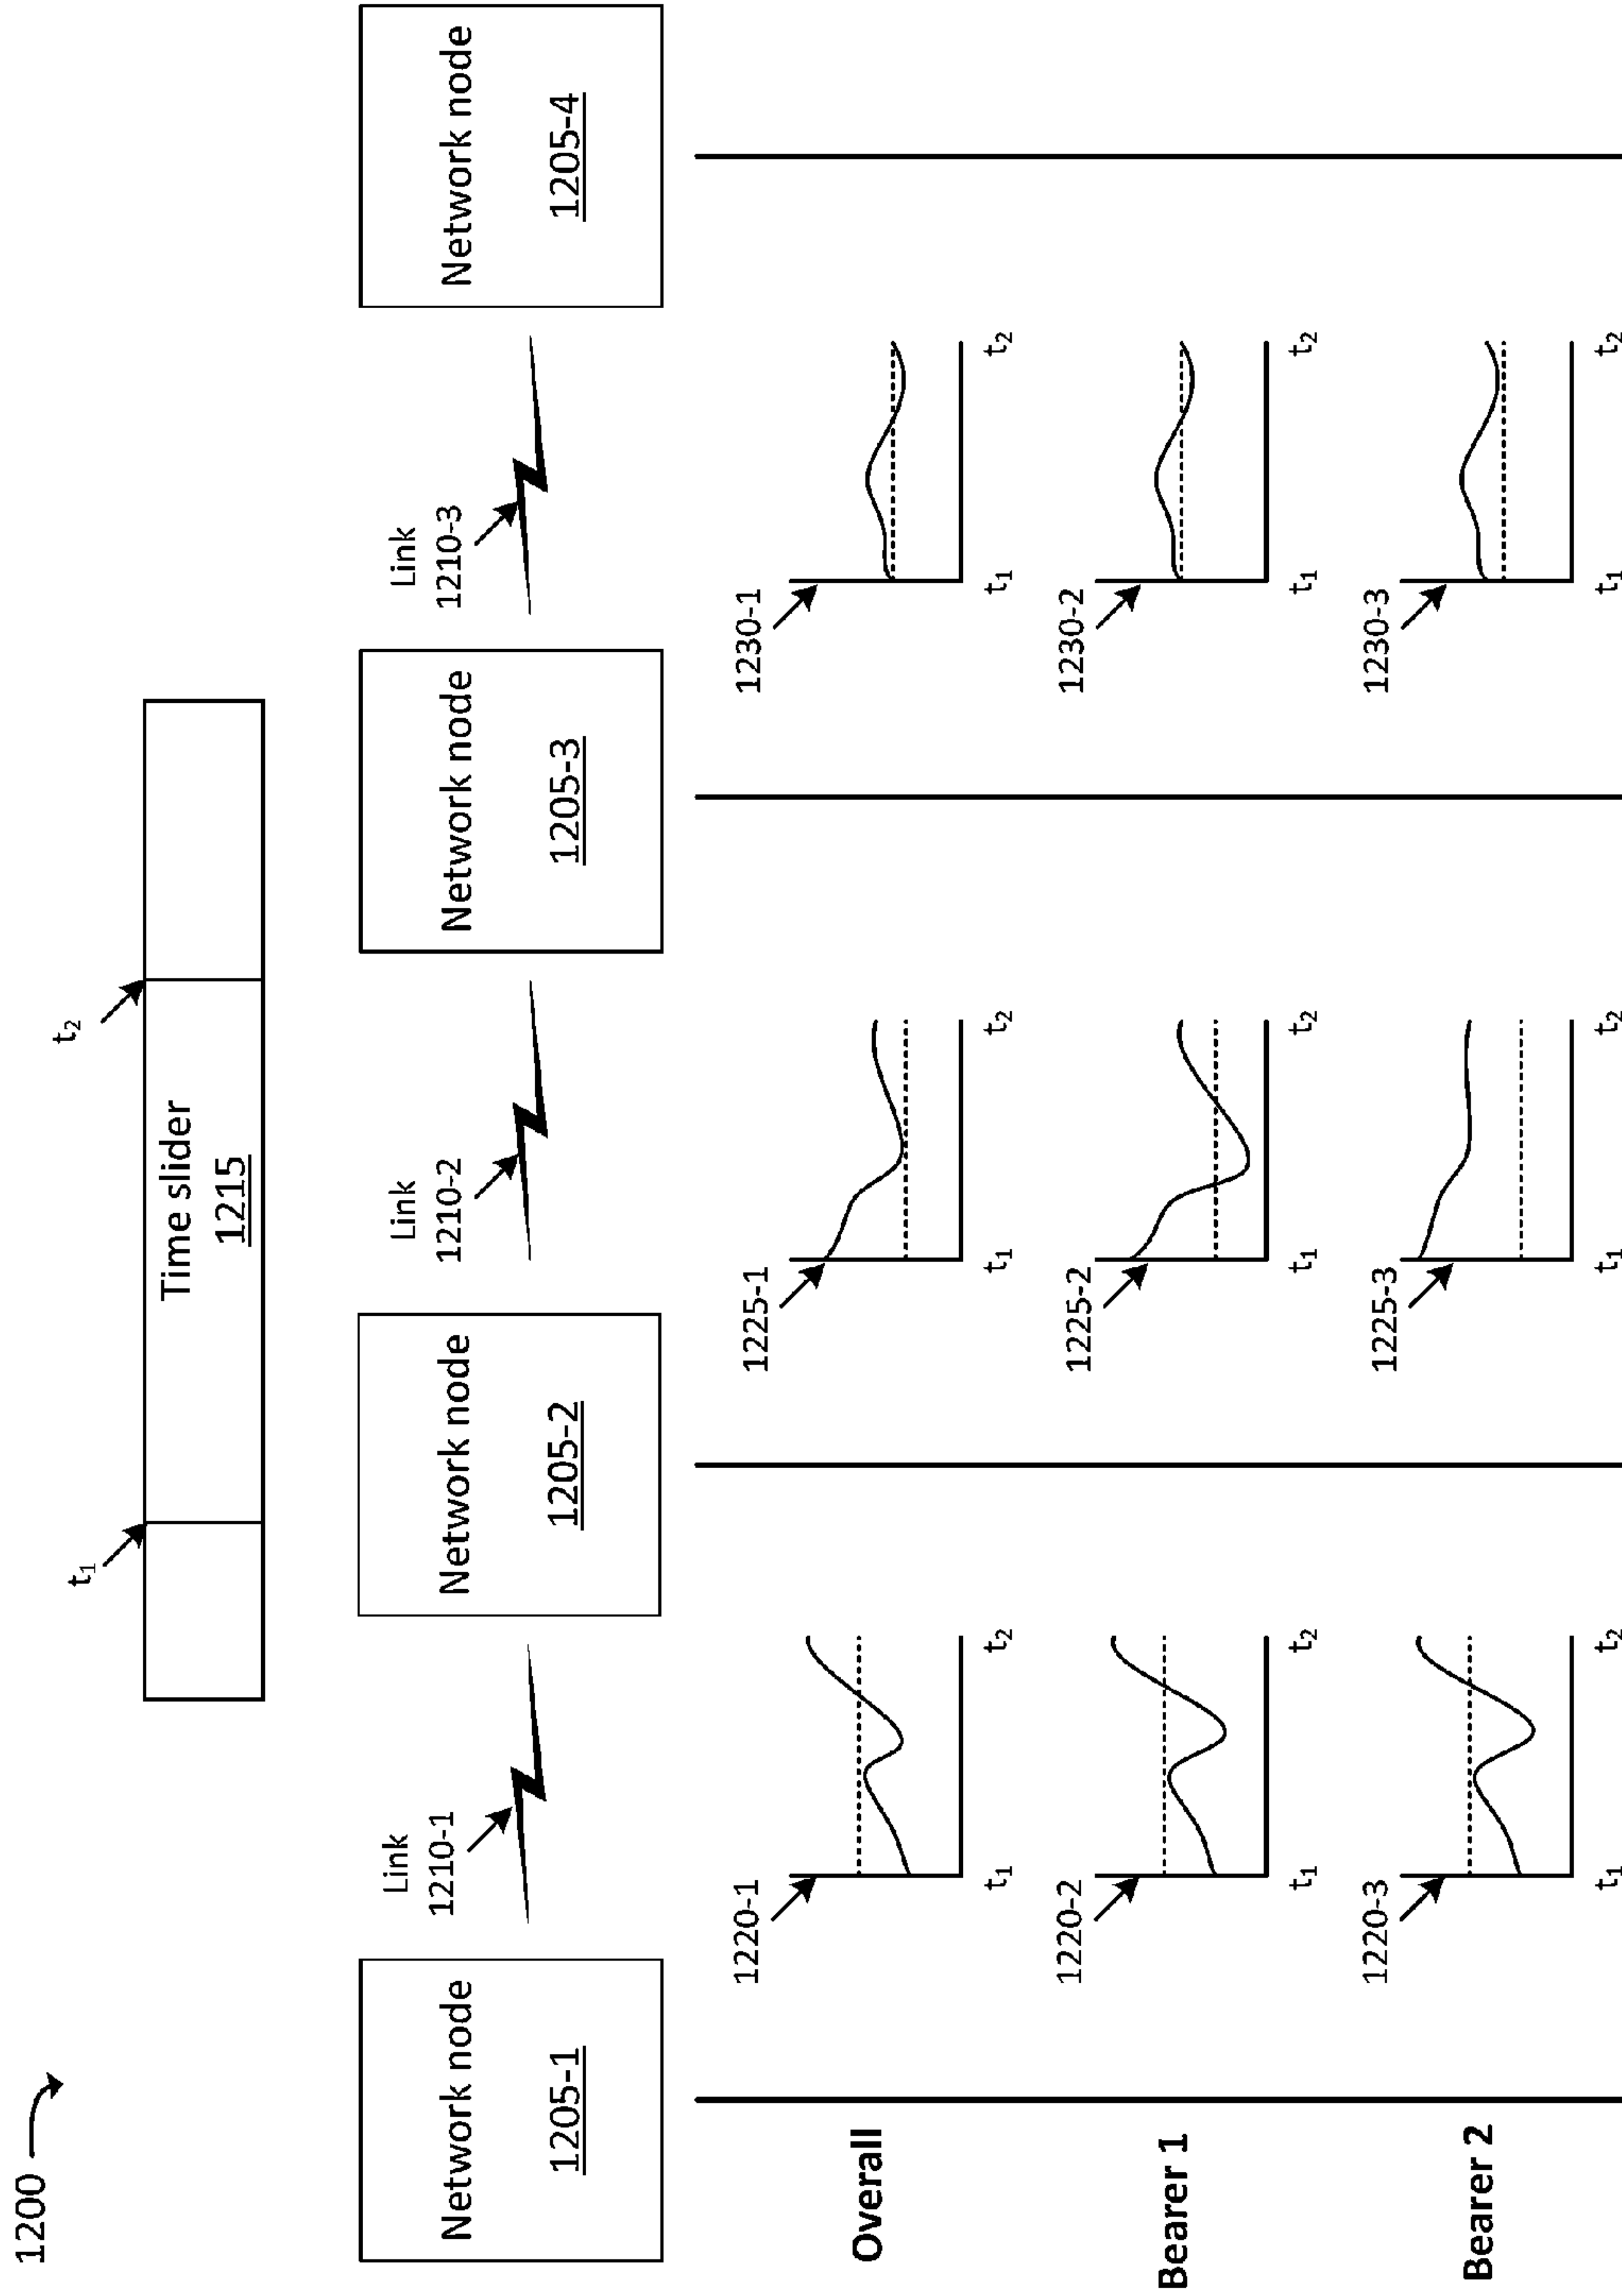 1200
t1
t2
Time slider
1215
Link
1210-1
Link
1210-2
Link
1210-3
Network node
1205-1
Network node
1205-2
Network node
1205-3
Network node
1205-4
Overall
1220-1
t1
t2
1225-1
t1
t2
1230-1
t1
t2
Bearer 1
1220-2
t1
t2
1225-2
t1
t2
1230-2
t1
t2
Bearer 2
1220-3
t1
t2
1225-3
t1
t2
1230-3
t1
t2